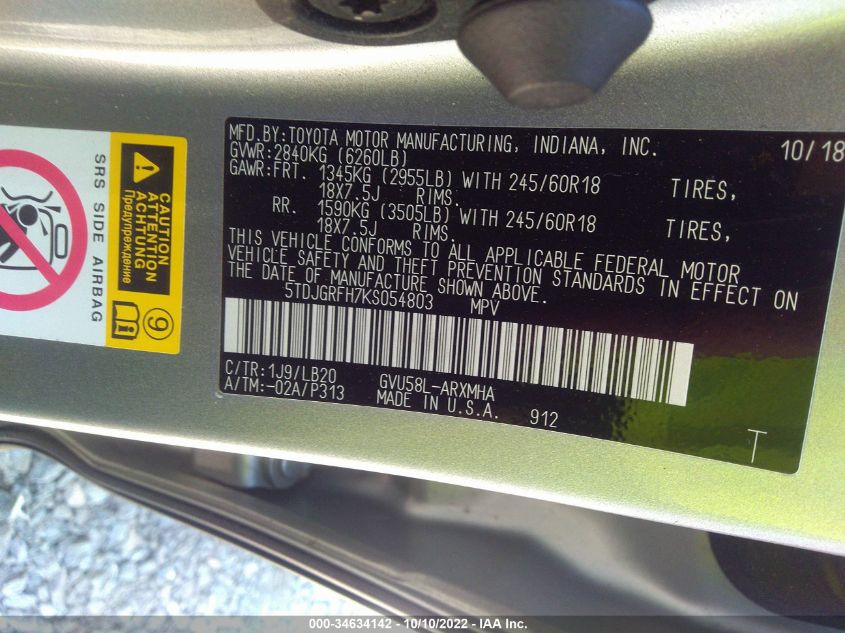 MFD.BY:TOYOTA MOTOR MANUFACTURING, INDIANA, INC. 10/18
GVWR:2840KG (6260LB)
GAWR:FRT. 1345KG (2955LB) WITH 245/60R18 TIRES,
18X7.5J RIMS.
RR. 1590KG (3505LB) WITH 245/60R18 TIRES,
18X7.5J RIMS.
THIS VEHICLE CONFORMS TO ALL APPLICABLE FEDERAL MOTOR
VEHICLE SAFETY AND THEFT PREVENTION STANDARDS IN EFFECT ON
THE DATE OF MANUFACTURE SHOWN ABOVE.
5TDJGRFH7KS054803 MPV
C/TR:1J9/LB20 GVU58L-ARXMHA
A/TM:-02A/P313 MADE IN U.S.A. 912
T
CAUTION
ATTENTION
ACHTUNG
Предупреждение
SRS SIDE AIRBAG
9
000-34634142 - 10/10/2022 - IAA Inc.